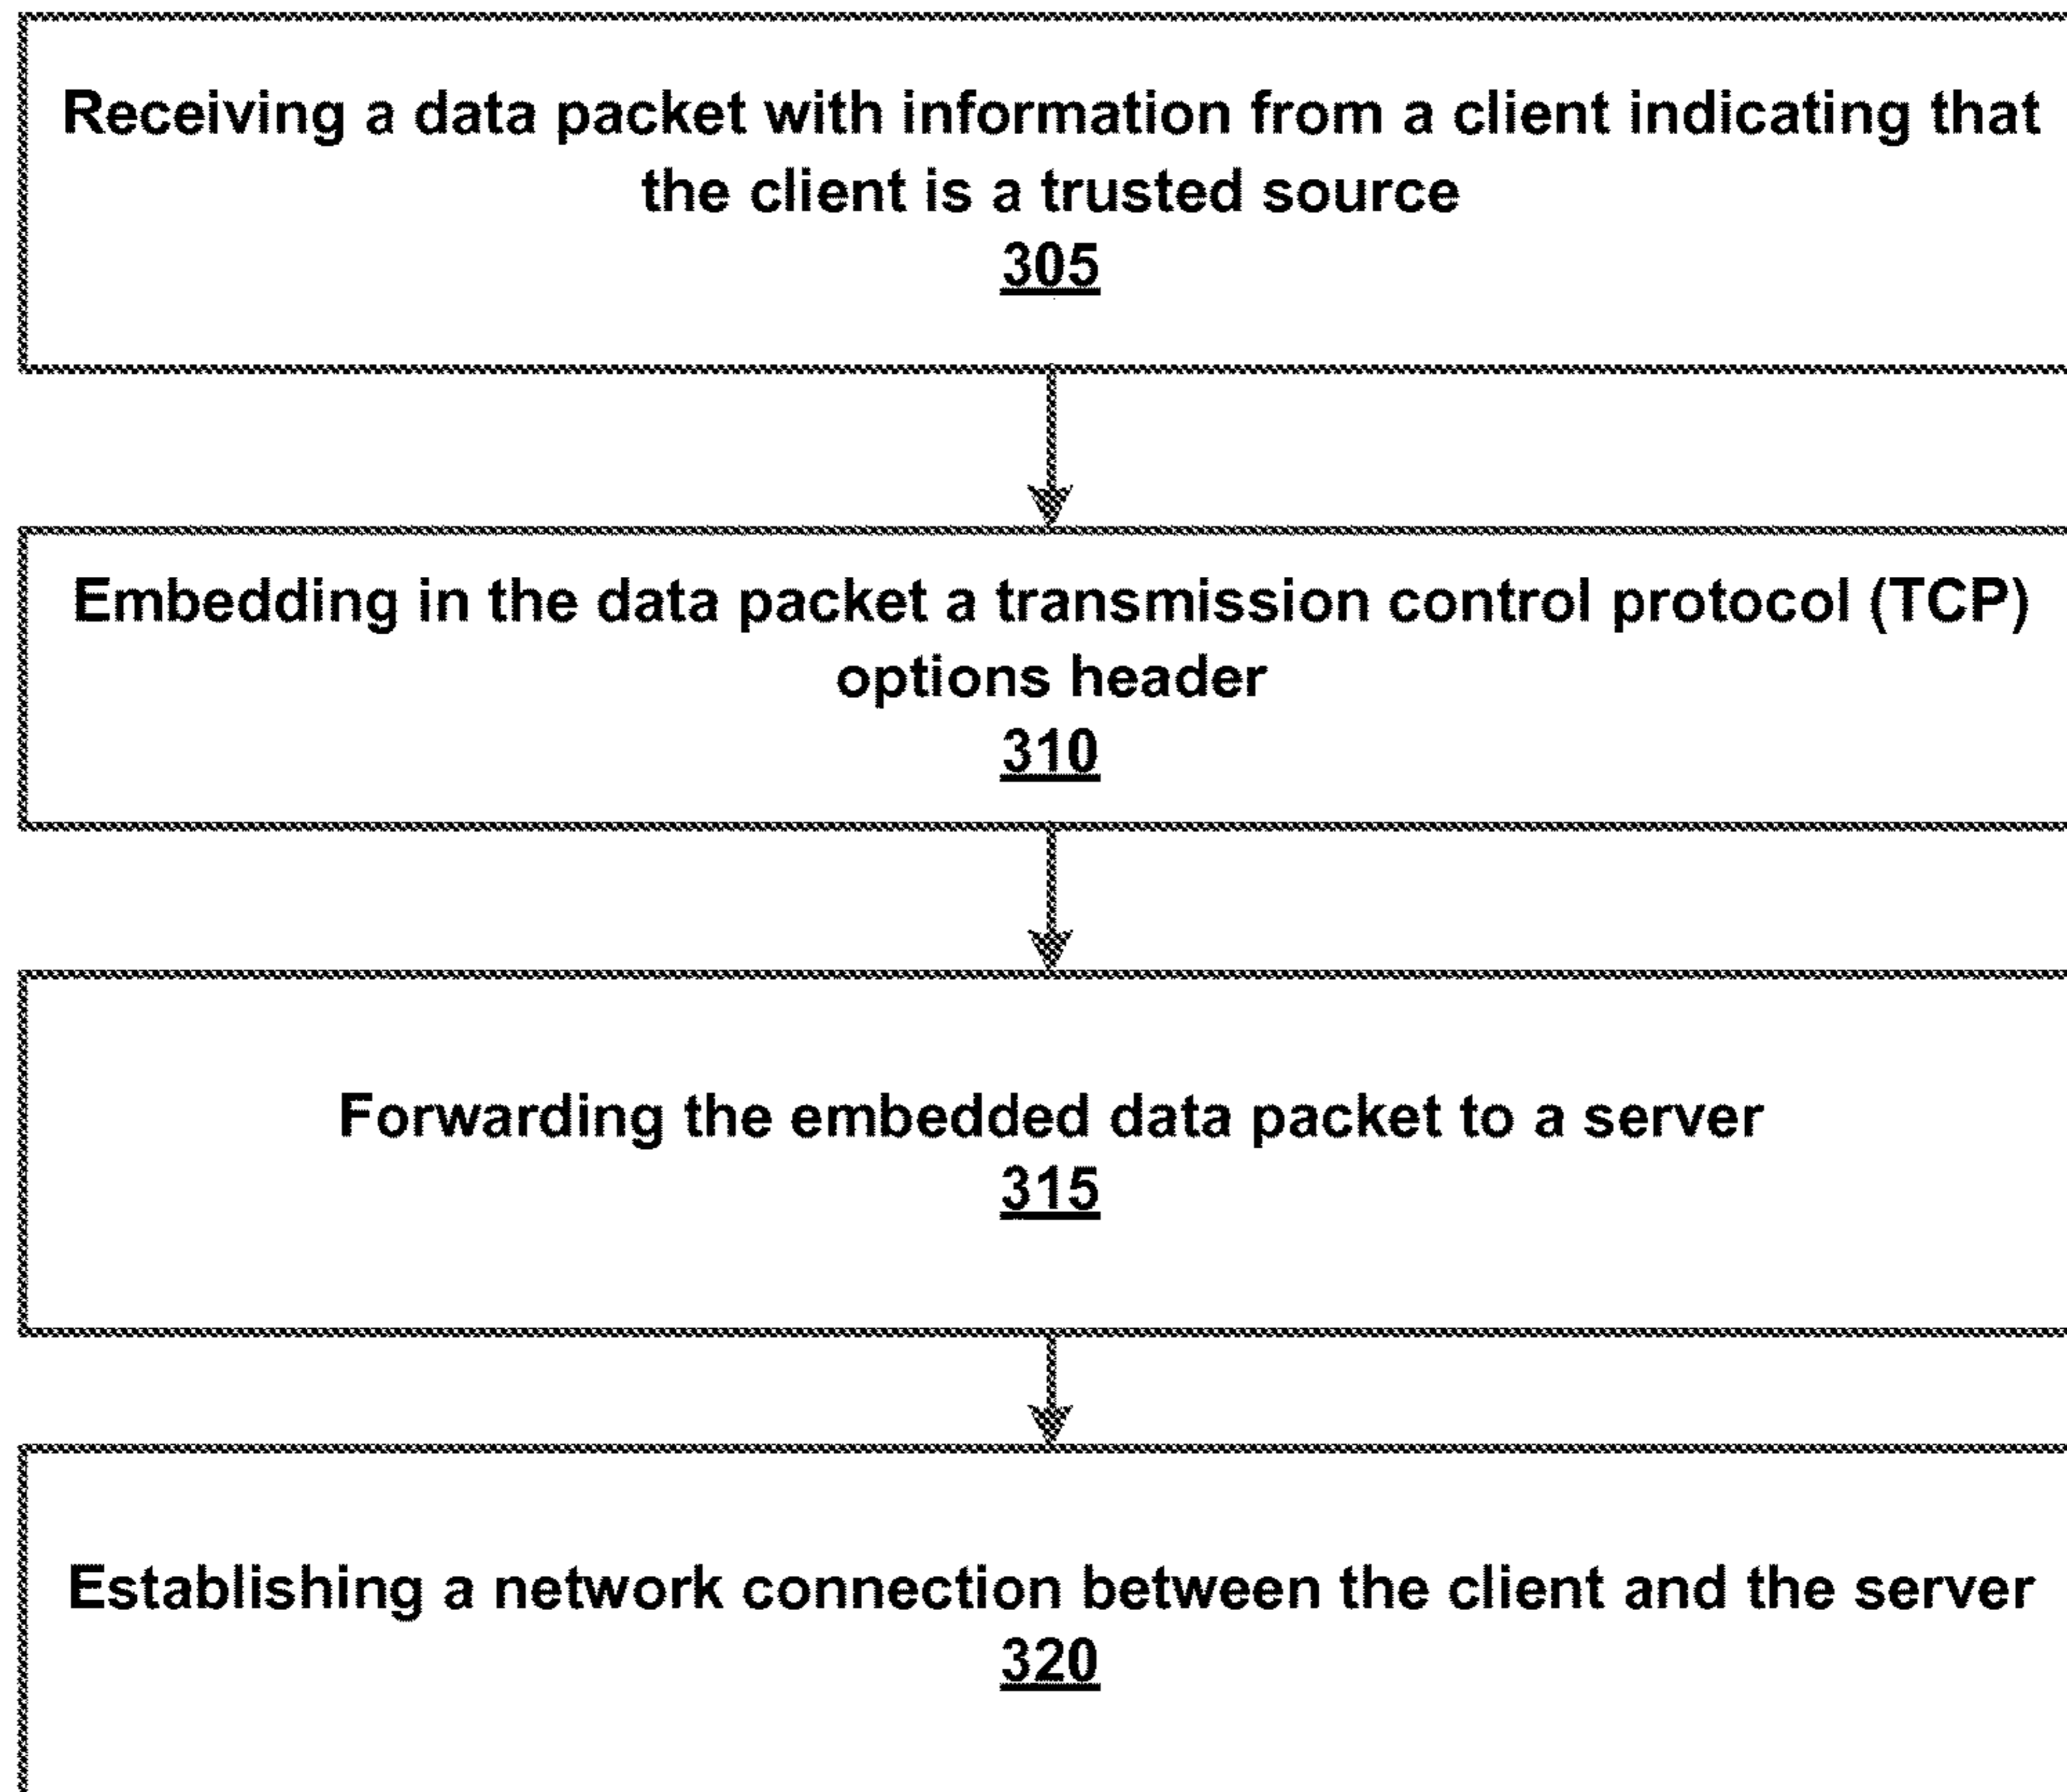 Receiving a data packet with information from a client indicating that
the client is a trusted source
305
Embedding in the data packet a transmission control protocol (TCP)
options header
310
Forwarding the embedded data packet to a server
315
Establishing a network connection between the client and the server
320